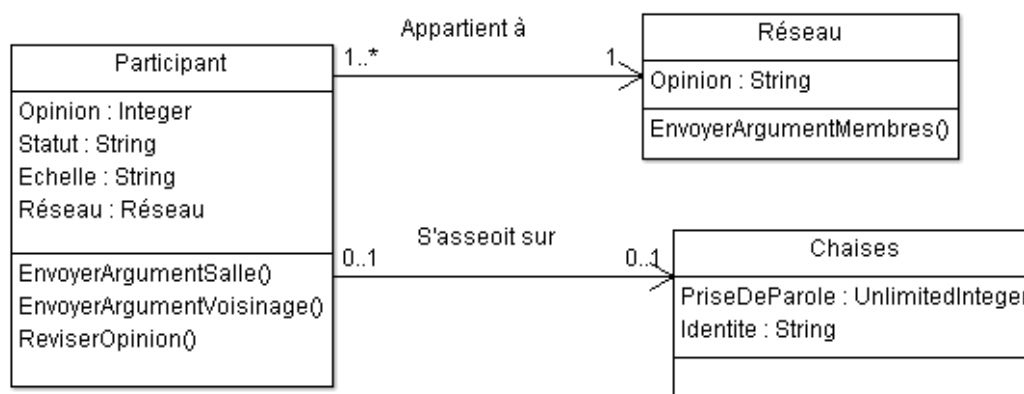 Participant
Opinion : Integer
Statut : String
Echelle : String
Réseau : Réseau
EnvoyerArgumentSalle()
EnvoyerArgumentVoisinage()
ReviserOpinion()
Appartient à
1..*
1
Réseau
Opinion : String
EnvoyerArgumentMembres()
S'asseoit sur
0..1
0..1
Chaises
PriseDeParole : UnlimitedInteger
Identite : String